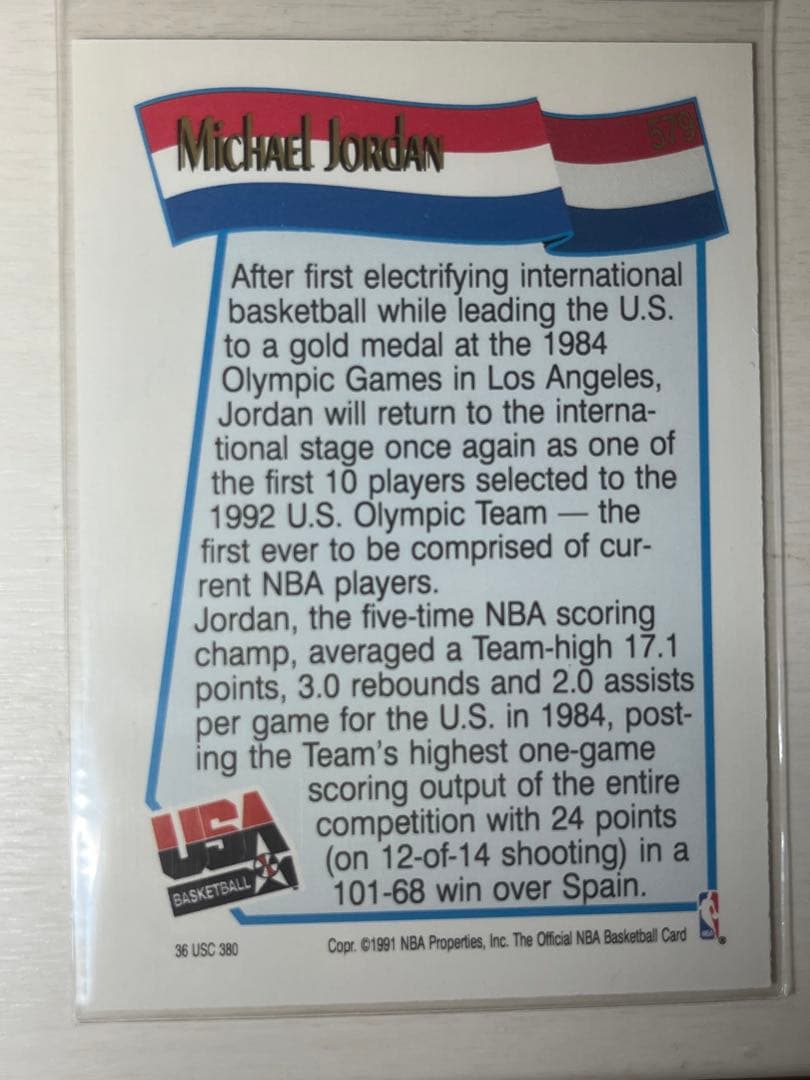 Michael Jordan 579
After first electrifying international
basketball while leading the U.S.
to a gold medal at the 1984
Olympic Games in Los Angeles,
Jordan will return to the interna-
tional stage once again as one of
the first 10 players selected to the
1992 U.S. Olympic Team — the
first ever to be comprised of cur-
rent NBA players.
Jordan, the five-time NBA scoring
champ, averaged a Team-high 17.1
points, 3.0 rebounds and 2.0 assists
per game for the U.S. in 1984, post-
ing the Team's highest one-game
scoring output of the entire
competition with 24 points
(on 12-of-14 shooting) in a
101-68 win over Spain.
USA
BASKETBALL
NBA ®
36 USC 380
Copr. ©1991 NBA Properties, Inc. The Official NBA Basketball Card